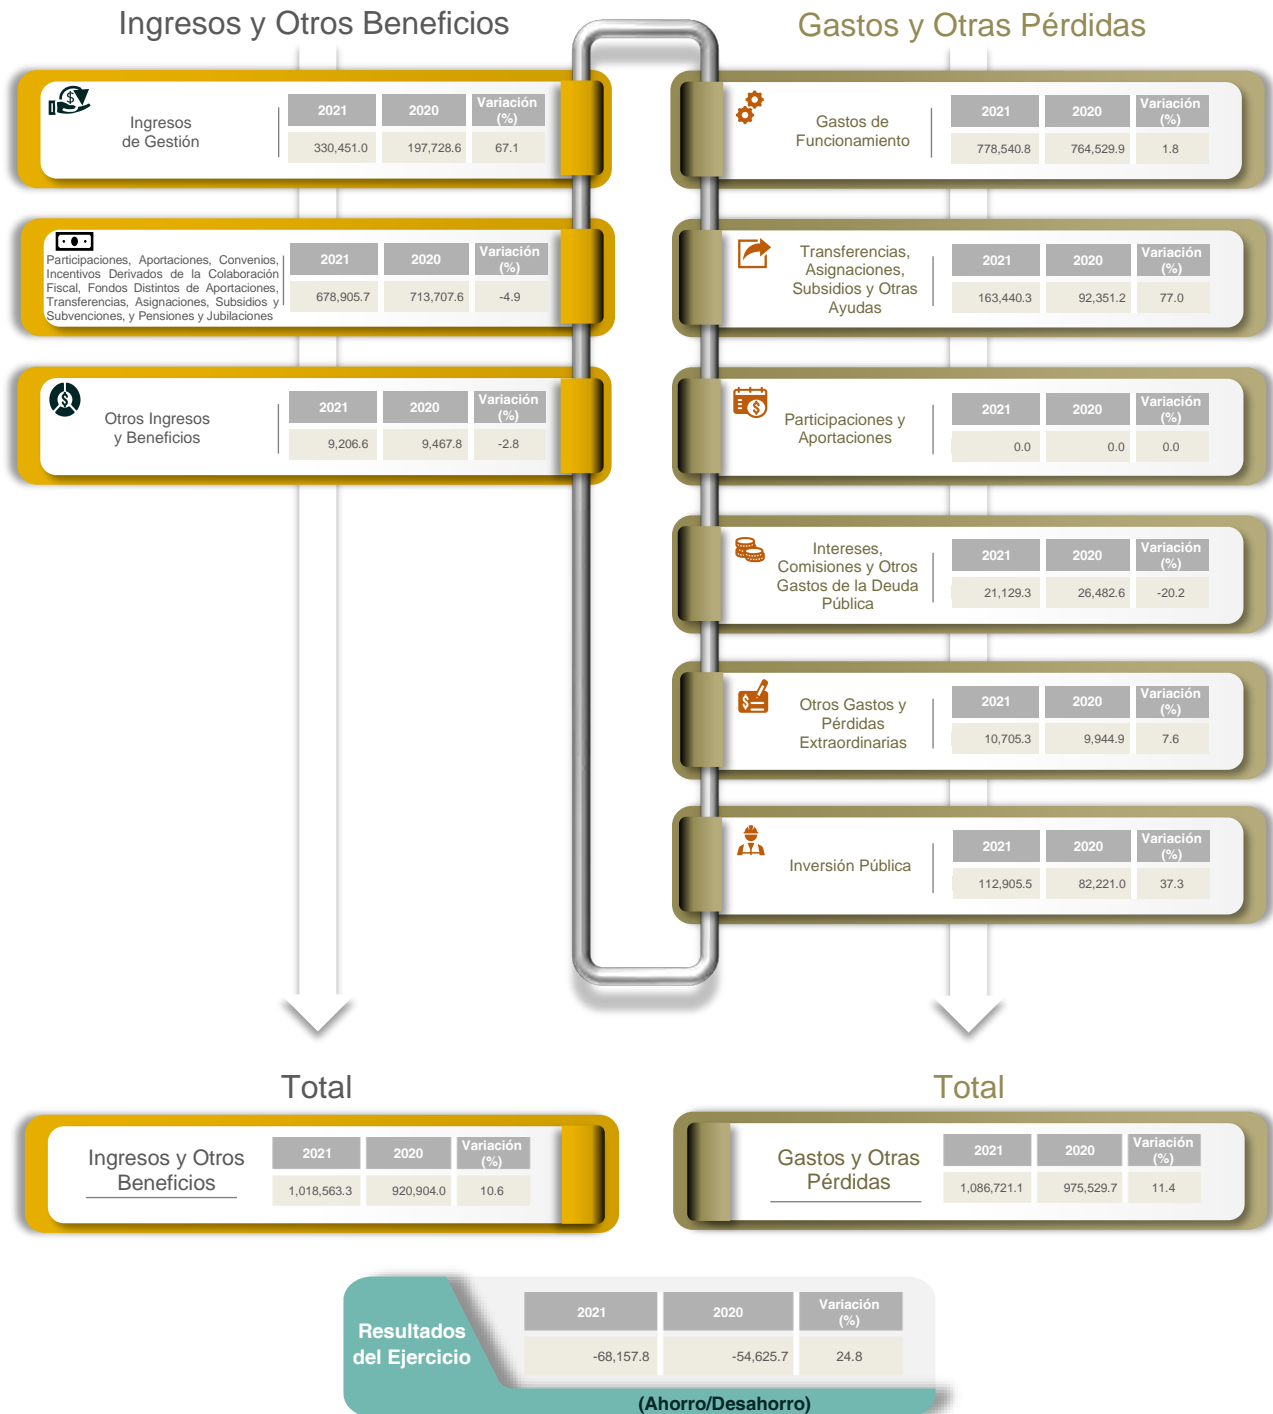 Ingresos y Otros Beneficios
Ingresos
de Gestión
2021 2020 Variación (%)
330,451.0 197,728.6 67.1
Participaciones, Aportaciones, Convenios,
Incentivos Derivados de la Colaboración
Fiscal, Fondos Distintos de Aportaciones,
Transferencias, Asignaciones, Subsidios y
Subvenciones, y Pensiones y Jubilaciones
2021 2020 Variación (%)
678,905.7 713,707.6 -4.9
Otros Ingresos
y Beneficios
2021 2020 Variación (%)
9,206.6 9,467.8 -2.8
Total
Ingresos y Otros
Beneficios
2021 2020 Variación (%)
1,018,563.3 920,904.0 10.6
Gastos y Otras Pérdidas
Gastos de
Funcionamiento
2021 2020 Variación (%)
778,540.8 764,529.9 1.8
Transferencias,
Asignaciones,
Subsidios y Otras
Ayudas
2021 2020 Variación (%)
163,440.3 92,351.2 77.0
Participaciones y
Aportaciones
2021 2020 Variación (%)
0.0 0.0 0.0
Intereses,
Comisiones y Otros
Gastos de la Deuda
Pública
2021 2020 Variación (%)
21,129.3 26,482.6 -20.2
Otros Gastos y
Pérdidas
Extraordinarias
2021 2020 Variación (%)
10,705.3 9,944.9 7.6
Inversión Pública
2021 2020 Variación (%)
112,905.5 82,221.0 37.3
Total
Gastos y Otras
Pérdidas
2021 2020 Variación (%)
1,086,721.1 975,529.7 11.4
Resultados
del Ejercicio
2021 2020 Variación (%)
-68,157.8 -54,625.7 24.8
(Ahorro/Desahorro)